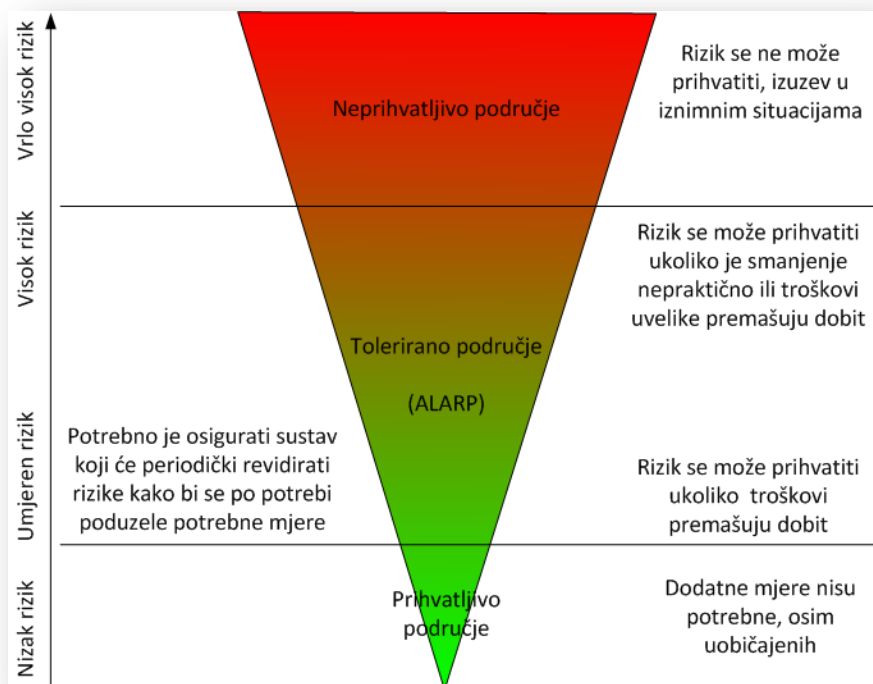 Vrlo visok rizik
Neprihvatljivo područje
Rizik se ne može
prihvatiti, izuzev u
iznimnim situacijama
Visok rizik
Rizik se može prihvatiti
ukoliko je smanjenje
nepraktično ili troškovi
uvelike premašuju dobit
Tolerirano područje
(ALARP)
Umjeren rizik
Potrebno je osigurati sustav
koji će periodički revidirati
rizike kako bi se po potrebi
poduzele potrebne mjere
Rizik se može prihvatiti
ukoliko troškovi
premašuju dobit
Nizak rizik
Prihvatljivo
područje
Dodatne mjere nisu
potrebne, osim
uobičajenih